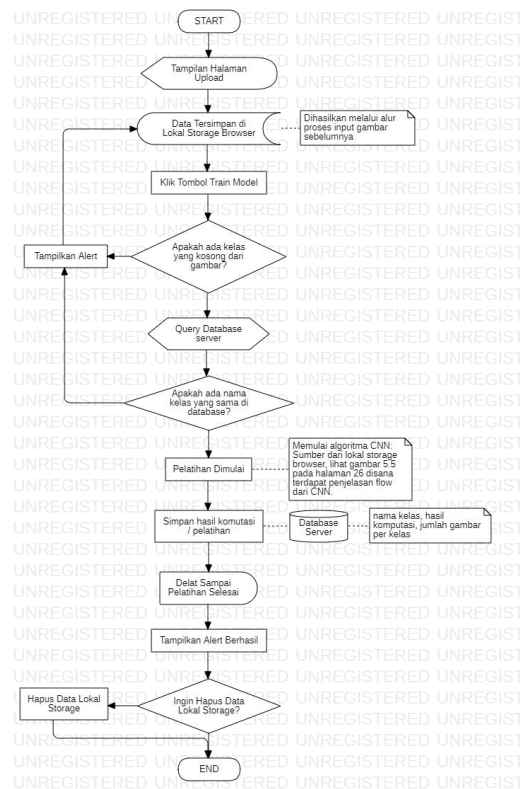 START
Tampilan Halaman
Upload
Data Tersimpan di
Lokal Storage Browser
Dihasilkan melalui alur
proses input gambar
sebelumnya
Klik Tombol Train Model
Apakah ada kelas
yang kosong dari
gambar?
Tampilkan Alert
Query Database
server
Apakah ada nama
kelas yang sama di
database?
Pelatihan Dimulai
Memulai algoritma CNN:
Sumber dari lokal storage
browser, lihat gambar 5.5
pada halaman 26 disana
terdapat penjelasan flow
dari CNN.
Simpan hasil komutasi
/ pelatihan
Database
Server
nama kelas, hasil
komputasi, jumlah gambar
per kelas
Delat Sampai
Pelatihan Selesai
Tampilkan Alert Berhasil
Ingin Hapus Data
Lokal Storage?
Hapus Data Lokal
Storage
END
UNREGISTERED